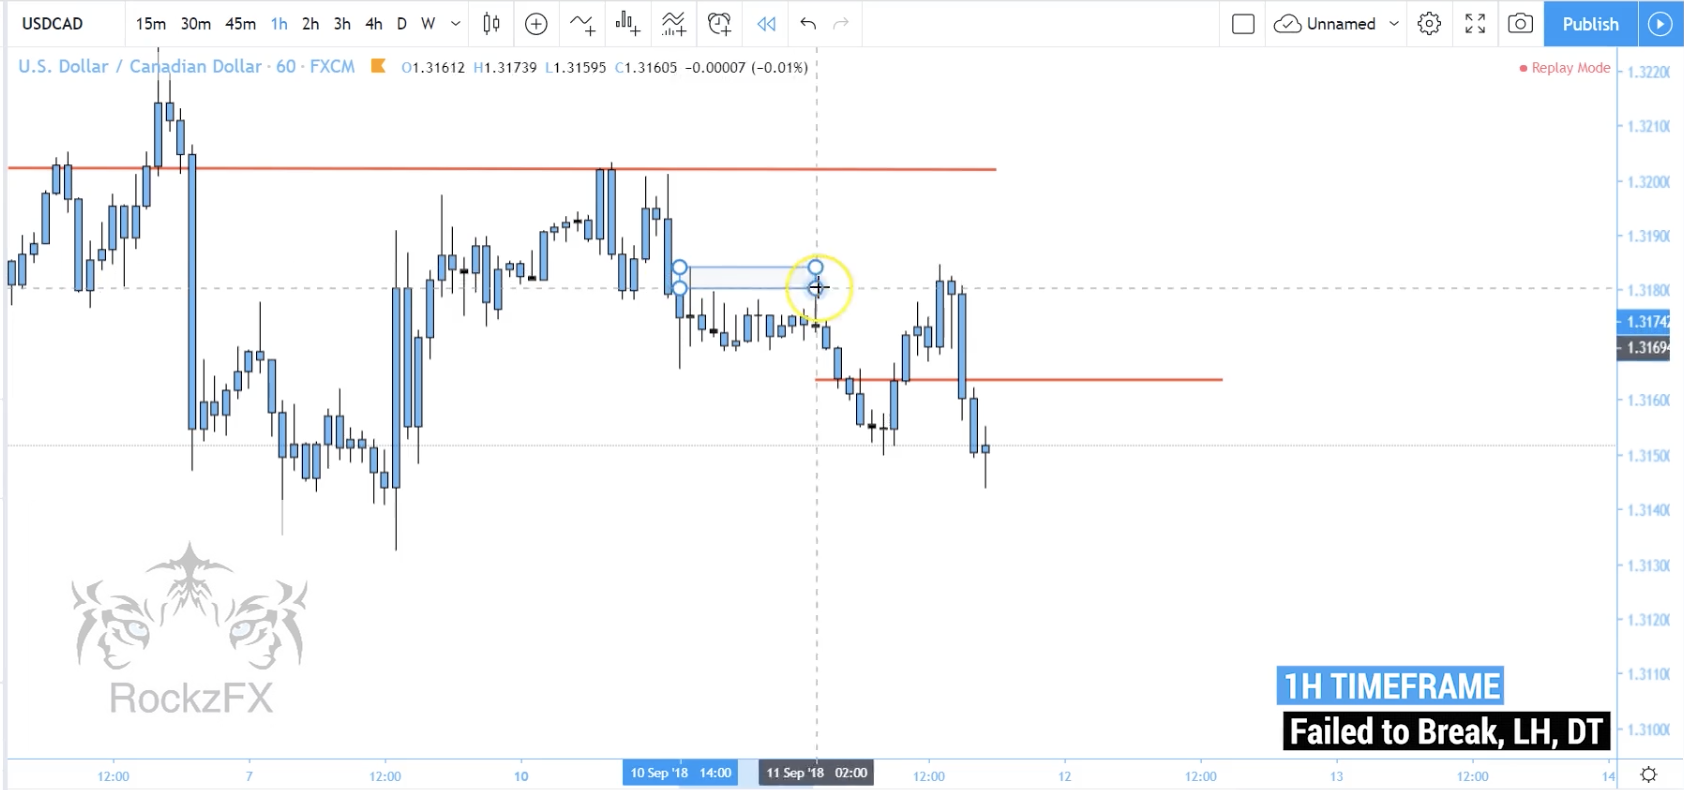 USDCAD 15m 30m 45m 1h 2h 3h 4h D W Unnamed Publish
U.S. Dollar / Canadian Dollar · 60 · FXCM O1.31612 H1.31739 L1.31595 C1.31605 -0.00007 (-0.01%) Replay Mode
1.3220
1.3210
1.3200
1.3190
1.3180
1.3174
1.3169
1.3160
1.3150
1.3140
1.3130
1.3120
1.3110
1.3100
RockzFX
1H TIMEFRAME
Failed to Break, LH, DT
12:00 7 12:00 10 10 Sep '18 14:00 11 Sep '18 02:00 12:00 12 12:00 13 12:00 14